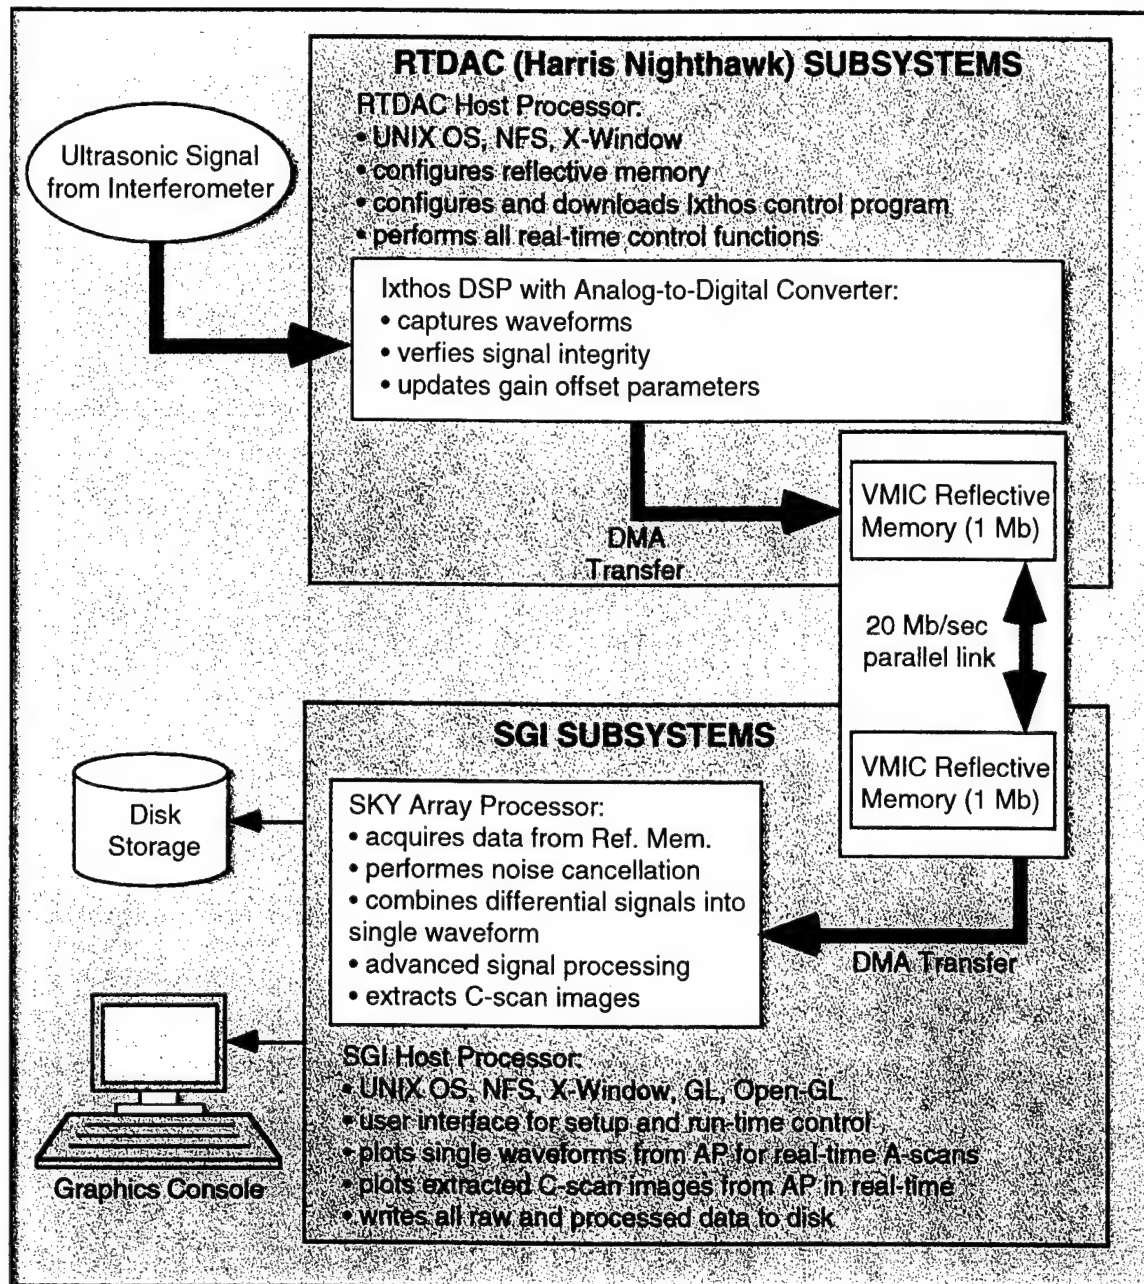 RTDAC (Harris Nighthawk) SUBSYSTEMS
RTDAC Host Processor:
• UNIX OS, NFS, X-Window
• configures reflective memory
• configures and downloads Ixthos control program
• performs all real-time control functions
Ultrasonic Signal
from Interferometer
Ixthos DSP with Analog-to-Digital Converter:
• captures waveforms
• verfies signal integrity
• updates gain offset parameters
DMA
Transfer
VMIC Reflective
Memory (1 Mb)
20 Mb/sec
parallel link
VMIC Reflective
Memory (1 Mb)
SGI SUBSYSTEMS
SKY Array Processor:
• acquires data from Ref. Mem.
• performes noise cancellation
• combines differential signals into
single waveform
• advanced signal processing
• extracts C-scan images
DMA Transfer
Disk
Storage
SGI Host Processor:
• UNIX OS, NFS, X-Window, GL, Open-GL
• user interface for setup and run-time control
• plots single waveforms from AP for real-time A-scans
• plots extracted C-scan images from AP in real-time
• writes all raw and processed data to disk
Graphics Console